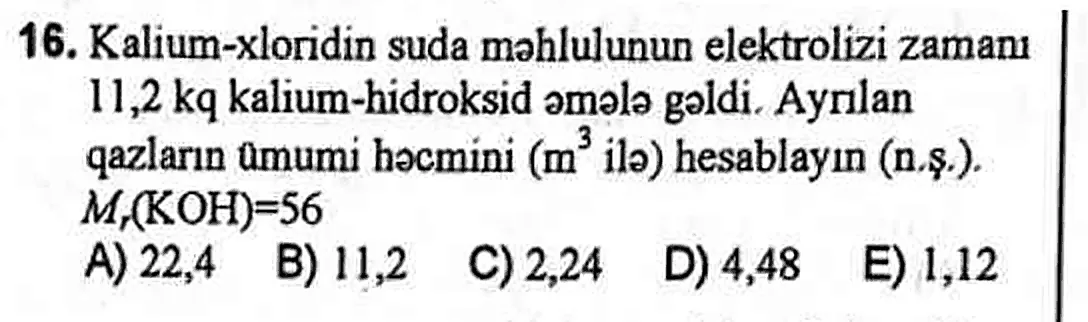 16. Kalium-xloridin suda məhlulunun elektrolizi zamanı
11,2 kq kalium-hidroksid əmələ gəldi. Ayrılan
qazların ümumi həcmini (m³ ilə) hesablayın (n.ş.).
Mᵣ(KOH)=56
A) 22,4 B) 11,2 C) 2,24 D) 4,48 E) 1,12